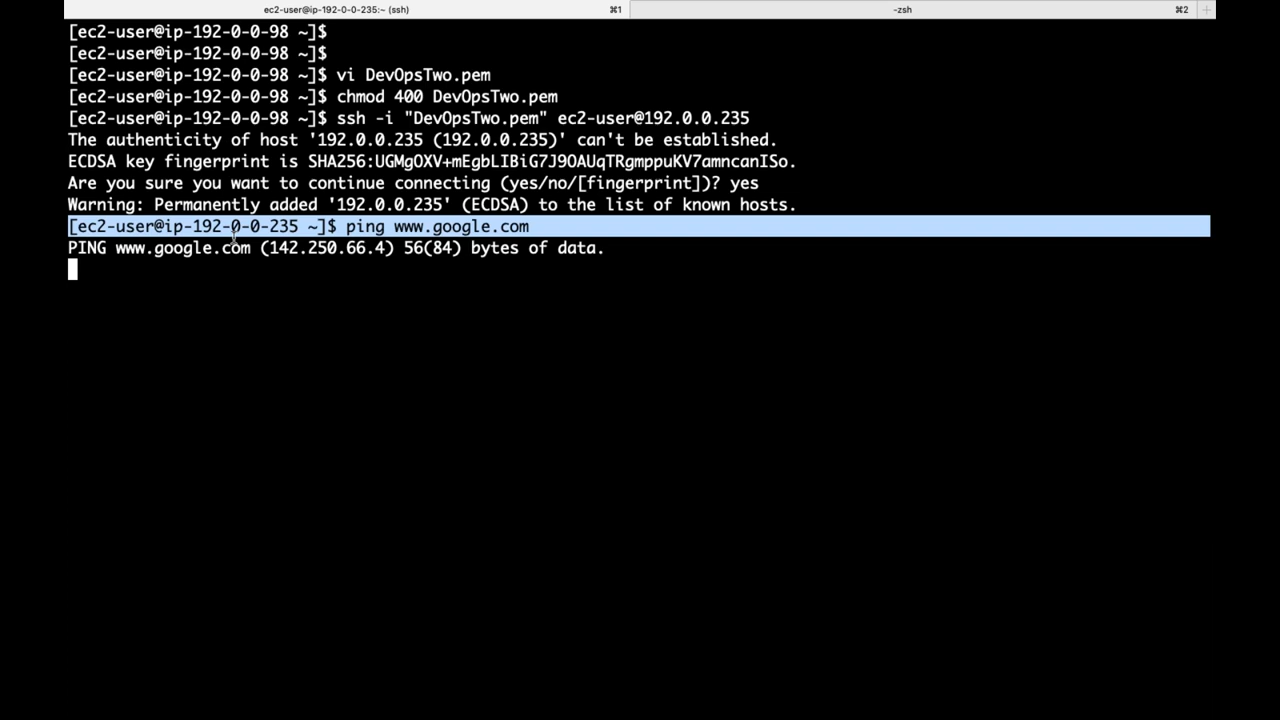 ec2-user@ip-192-0-0-235:~ (ssh) ⌘1 -zsh ⌘2 +
[ec2-user@ip-192-0-0-98 ~]$
[ec2-user@ip-192-0-0-98 ~]$
[ec2-user@ip-192-0-0-98 ~]$ vi DevOpsTwo.pem
[ec2-user@ip-192-0-0-98 ~]$ chmod 400 DevOpsTwo.pem
[ec2-user@ip-192-0-0-98 ~]$ ssh -i "DevOpsTwo.pem" ec2-user@192.0.0.235
The authenticity of host '192.0.0.235 (192.0.0.235)' can't be established.
ECDSA key fingerprint is SHA256:UGMgOXV+mEgbLIBiG7J9OAUqTRgmppuKV7amncanISo.
Are you sure you want to continue connecting (yes/no/[fingerprint])? yes
Warning: Permanently added '192.0.0.235' (ECDSA) to the list of known hosts.
[ec2-user@ip-192-0-0-235 ~]$ ping www.google.com
PING www.google.com (142.250.66.4) 56(84) bytes of data.